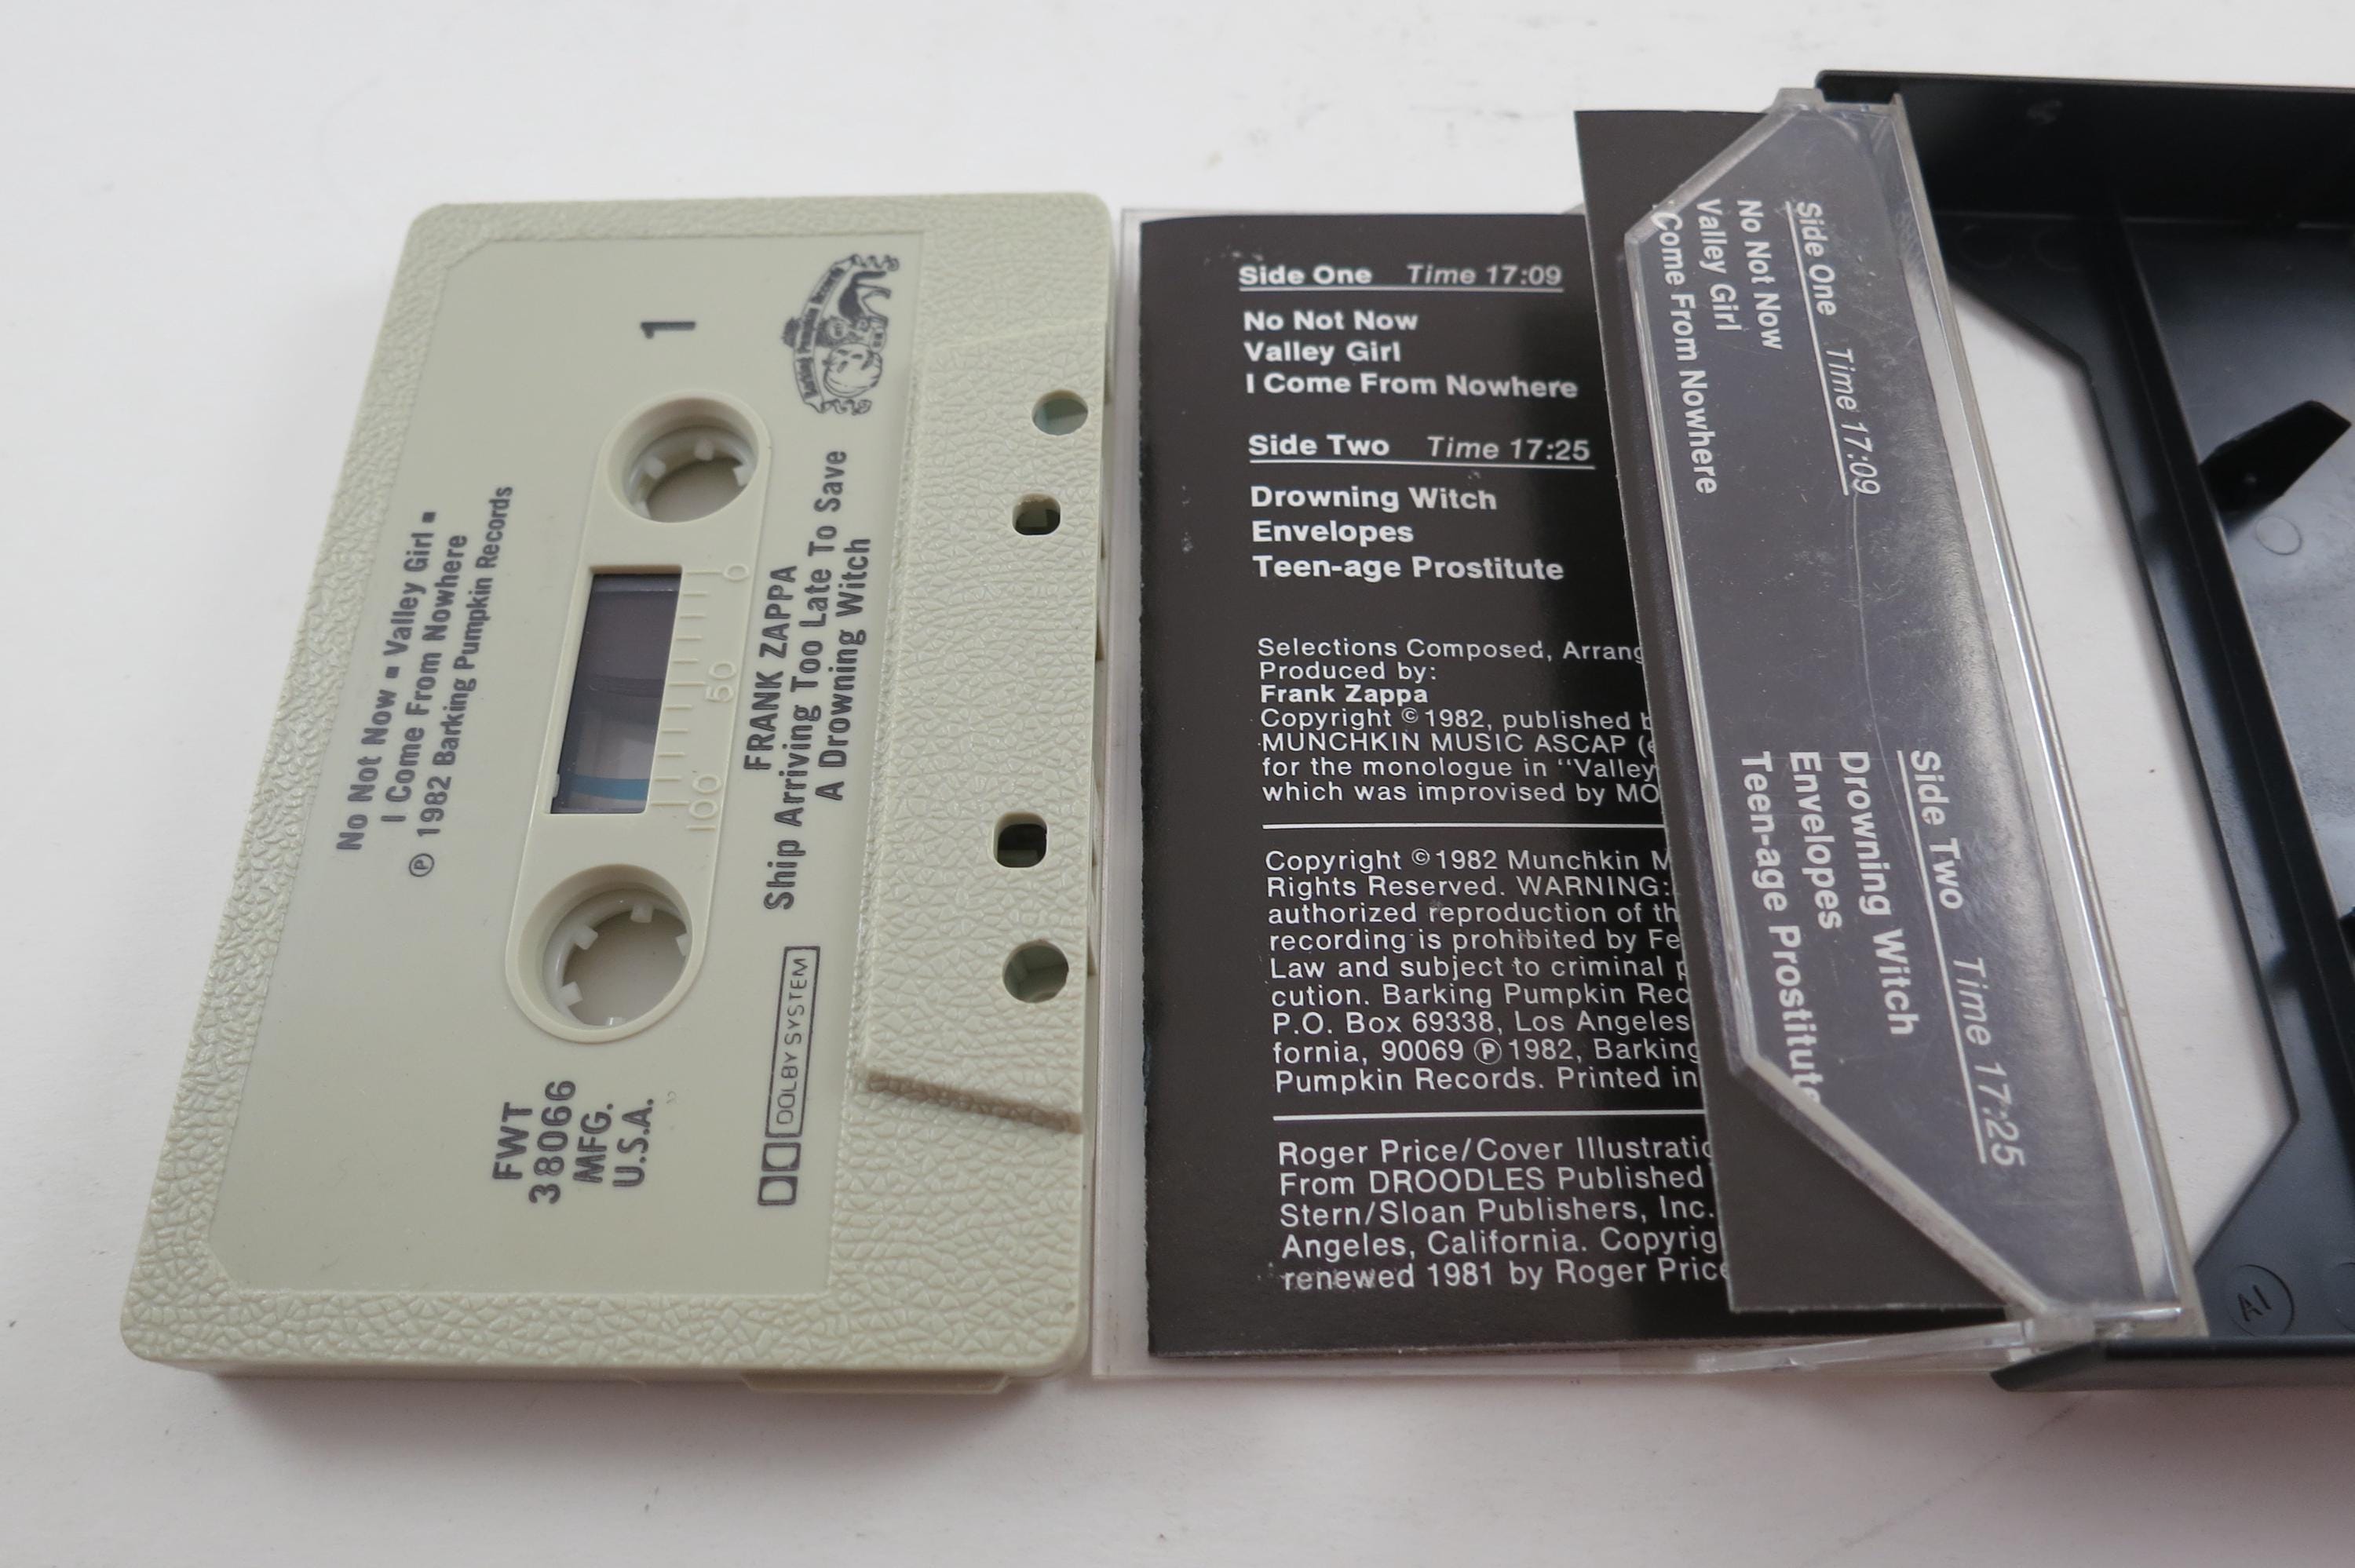 No Not Now ■ Valley Girl ■
I Come From Nowhere
℗ 1982 Barking Pumpkin Records
1
0
50
100
FWT
38066
MFG.
U.S.A.
Barking Pumpkin Records
FRANK ZAPPA
Ship Arriving Too Late To Save
A Drowning Witch
DOLBY SYSTEM
Side One Time 17:09
No Not Now
Valley Girl
I Come From Nowhere
Side Two Time 17:25
Drowning Witch
Envelopes
Teen-age Prostitute
Selections Composed, Arrang
Produced by:
Frank Zappa
Copyright © 1982, published b
MUNCHKIN MUSIC ASCAP (e
for the monologue in “Valley
which was improvised by MO
Copyright © 1982 Munchkin M
Rights Reserved. WARNING:
authorized reproduction of th
recording is prohibited by Fe
Law and subject to criminal p
cution. Barking Pumpkin Rec
P.O. Box 69338, Los Angeles
fornia, 90069 ℗ 1982, Barking
Pumpkin Records. Printed in
Roger Price/Cover Illustratio
From DROODLES Published
Stern/Sloan Publishers, Inc.
Angeles, California. Copyrig
renewed 1981 by Roger Price
Side One Time 17:09
No Not Now
Valley Girl
Come From Nowhere
Side Two Time 17:25
Drowning Witch
Envelopes
Teen-age Prostitute
A1